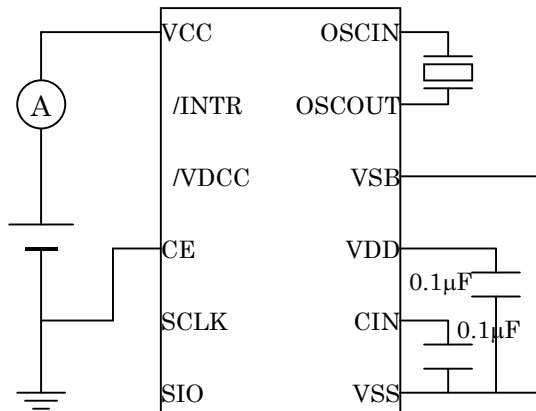 VCC OSCIN
A /INTR OSCOUT
/VDCC VSB
CE VDD
0.1μF
SCLK CIN 0.1μF
SIO VSS